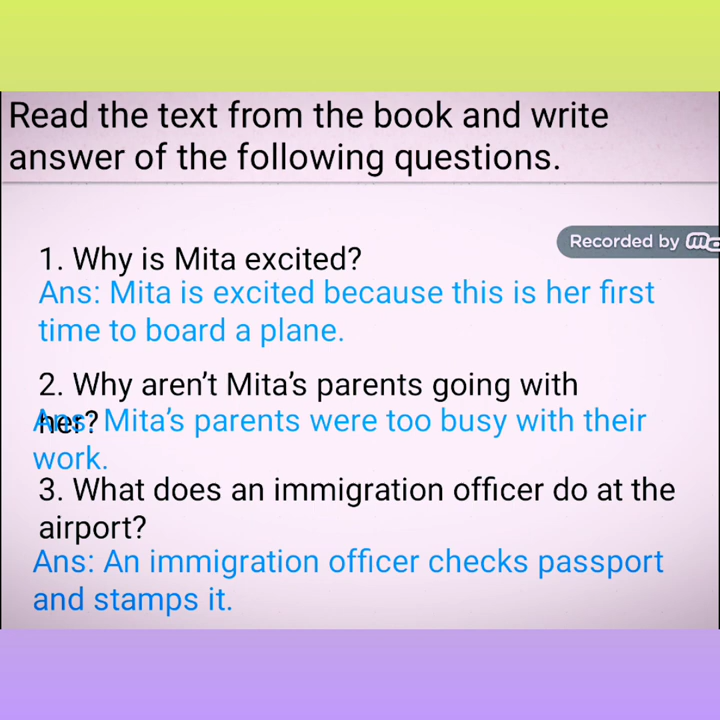 Read the text from the book and write
answer of the following questions.
Recorded by
1. Why is Mita excited?
Ans: Mita is excited because this is her first
time to board a plane.
2. Why aren’t Mita’s parents going with
her?
Ans: Mita’s parents were too busy with their
work.
3. What does an immigration officer do at the
airport?
Ans: An immigration officer checks passport
and stamps it.